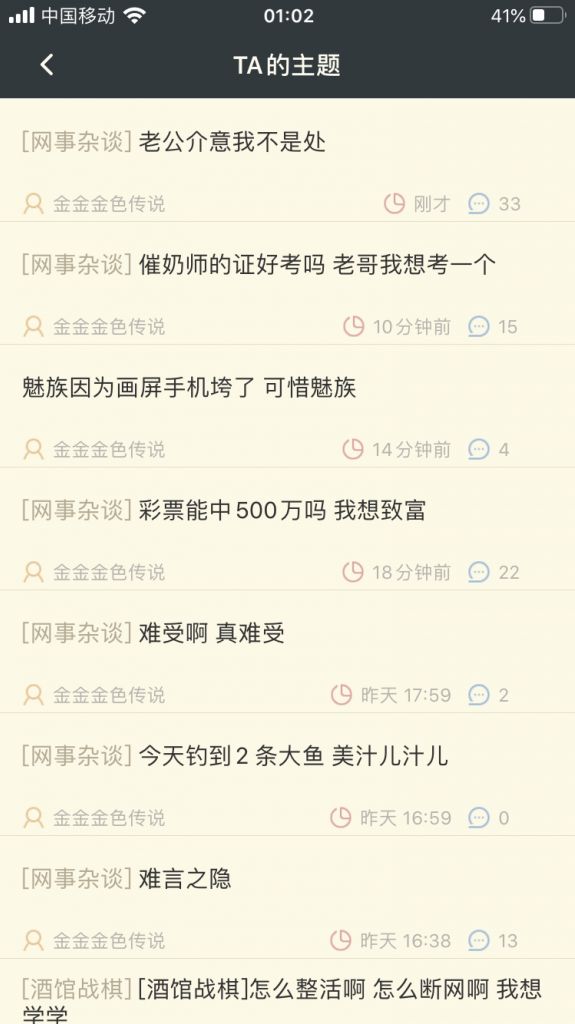 中国移动 01:02 41%
TA的主题
[网事杂谈] 老公介意我不是处
金金金色传说 刚才 33
[网事杂谈] 催奶师的证好考吗 老哥我想考一个
金金金色传说 10分钟前 15
魅族因为画屏手机垮了 可惜魅族
金金金色传说 14分钟前 4
[网事杂谈] 彩票能中500万吗 我想致富
金金金色传说 18分钟前 22
[网事杂谈] 难受啊 真难受
金金金色传说 昨天 17:59 2
[网事杂谈] 今天钓到2条大鱼 美汁儿汁儿
金金金色传说 昨天 16:59 0
[网事杂谈] 难言之隐
金金金色传说 昨天 16:38 13
[酒馆战棋] [酒馆战棋]怎么整活啊 怎么断网啊 我想
学学